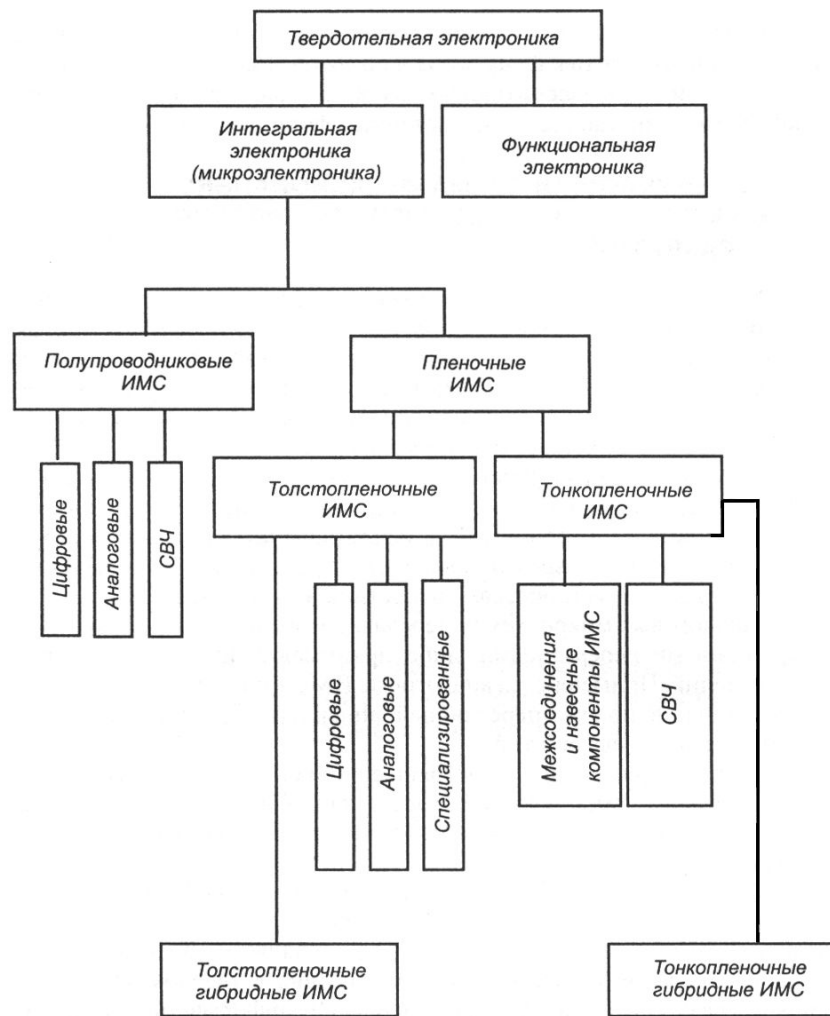 Твердотельная электроника
Интегральная
электроника
(микроэлектроника)
Функциональная
электроника
Полупроводниковые
ИМС
Пленочные
ИМС
Цифровые
Аналоговые
СВЧ
Толстопленочные
ИМС
Тонкопленочные
ИМС
Цифровые
Аналоговые
Специализированные
Межсоединения
и навесные
компоненты ИМС
СВЧ
Толстопленочные
гибридные ИМС
Тонкопленочные
гибридные ИМС